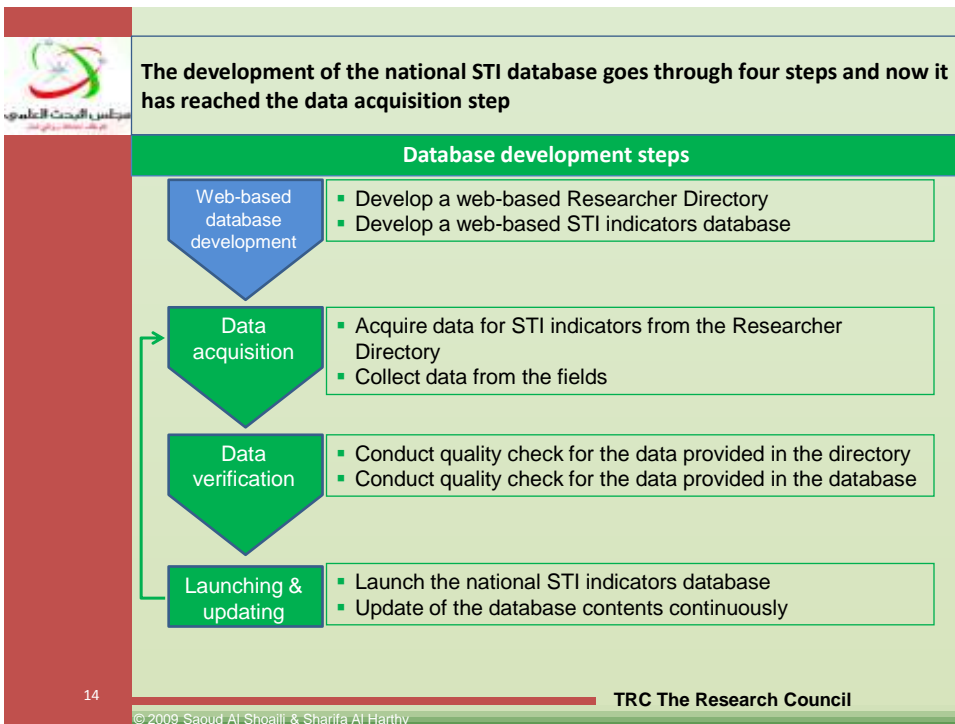 مجلس البحث العلمي
The development of the national STI database goes through four steps and now it
has reached the data acquisition step
Database development steps
Web-based
database
development
▪ Develop a web-based Researcher Directory
▪ Develop a web-based STI indicators database
Data
acquisition
▪ Acquire data for STI indicators from the Researcher
Directory
▪ Collect data from the fields
Data
verification
▪ Conduct quality check for the data provided in the directory
▪ Conduct quality check for the data provided in the database
Launching &
updating
▪ Launch the national STI indicators database
▪ Update of the database contents continuously
14
TRC The Research Council
© 2009 Saoud Al Shoaili & Sharifa Al Harthy